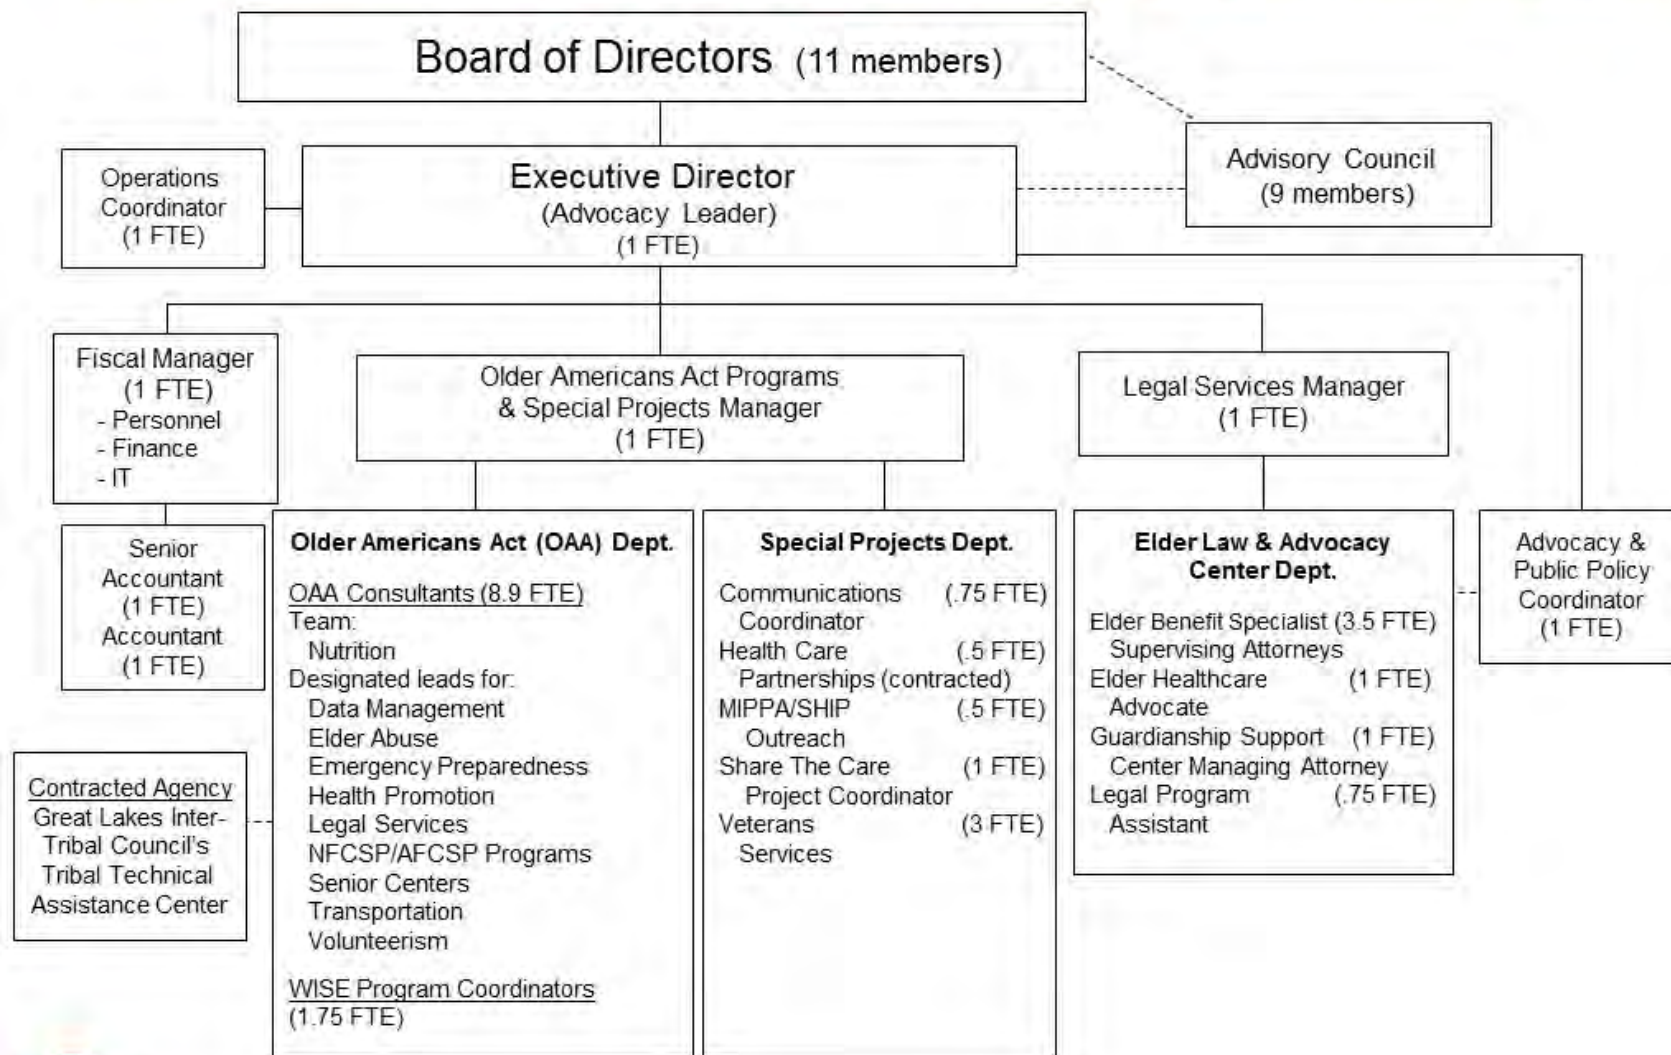 Board of Directors (11 members)
Operations
Coordinator
(1 FTE)
Executive Director
(Advocacy Leader)
(1 FTE)
Advisory Council
(9 members)
Fiscal Manager
(1 FTE)
- Personnel
- Finance
- IT
Older Americans Act Programs
& Special Projects Manager
(1 FTE)
Legal Services Manager
(1 FTE)
Senior
Accountant
(1 FTE)
Accountant
(1 FTE)
Older Americans Act (OAA) Dept.
OAA Consultants (8.9 FTE)
Team:
Nutrition
Designated leads for:
Data Management
Elder Abuse
Emergency Preparedness
Health Promotion
Legal Services
NFCSP/AFCSP Programs
Senior Centers
Transportation
Volunteerism
WISE Program Coordinators
(1.75 FTE)
Special Projects Dept.
Communications (.75 FTE)
Coordinator
Health Care (.5 FTE)
Partnerships (contracted)
MIPPA/SHIP (.5 FTE)
Outreach
Share The Care (1 FTE)
Project Coordinator
Veterans (3 FTE)
Services
Elder Law & Advocacy
Center Dept.
Elder Benefit Specialist (3.5 FTE)
Supervising Attorneys
Elder Healthcare (1 FTE)
Advocate
Guardianship Support (1 FTE)
Center Managing Attorney
Legal Program (.75 FTE)
Assistant
Advocacy &
Public Policy
Coordinator
(1 FTE)
Contracted Agency
Great Lakes Inter-
Tribal Council's
Tribal Technical
Assistance Center